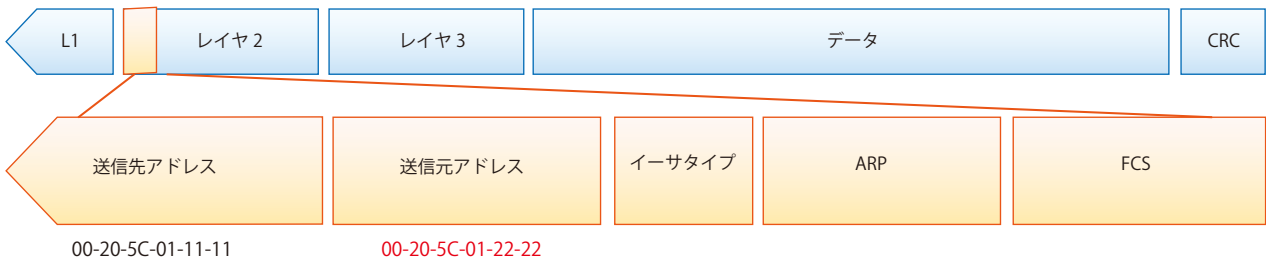 L1
レイヤ 2
レイヤ 3
データ
CRC
送信先アドレス
送信元アドレス
イーサタイプ
ARP
FCS
00-20-5C-01-11-11
00-20-5C-01-22-22